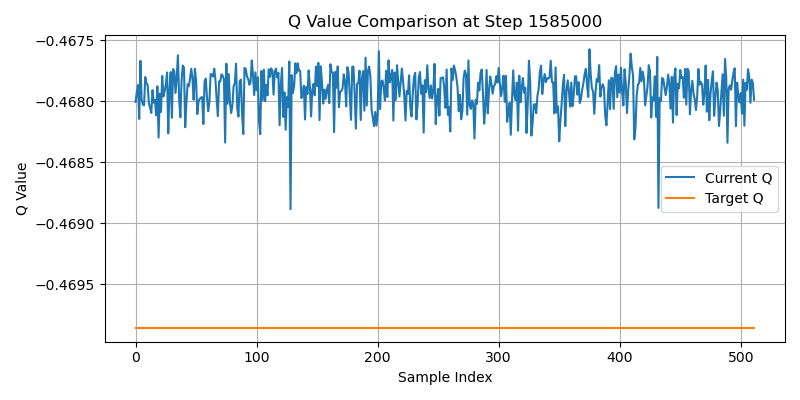 Q Value Comparison at Step 1585000
Q Value
−0.4675
−0.4680
−0.4685
−0.4690
−0.4695
Current Q
Target Q
0
100
200
300
400
500
Sample Index